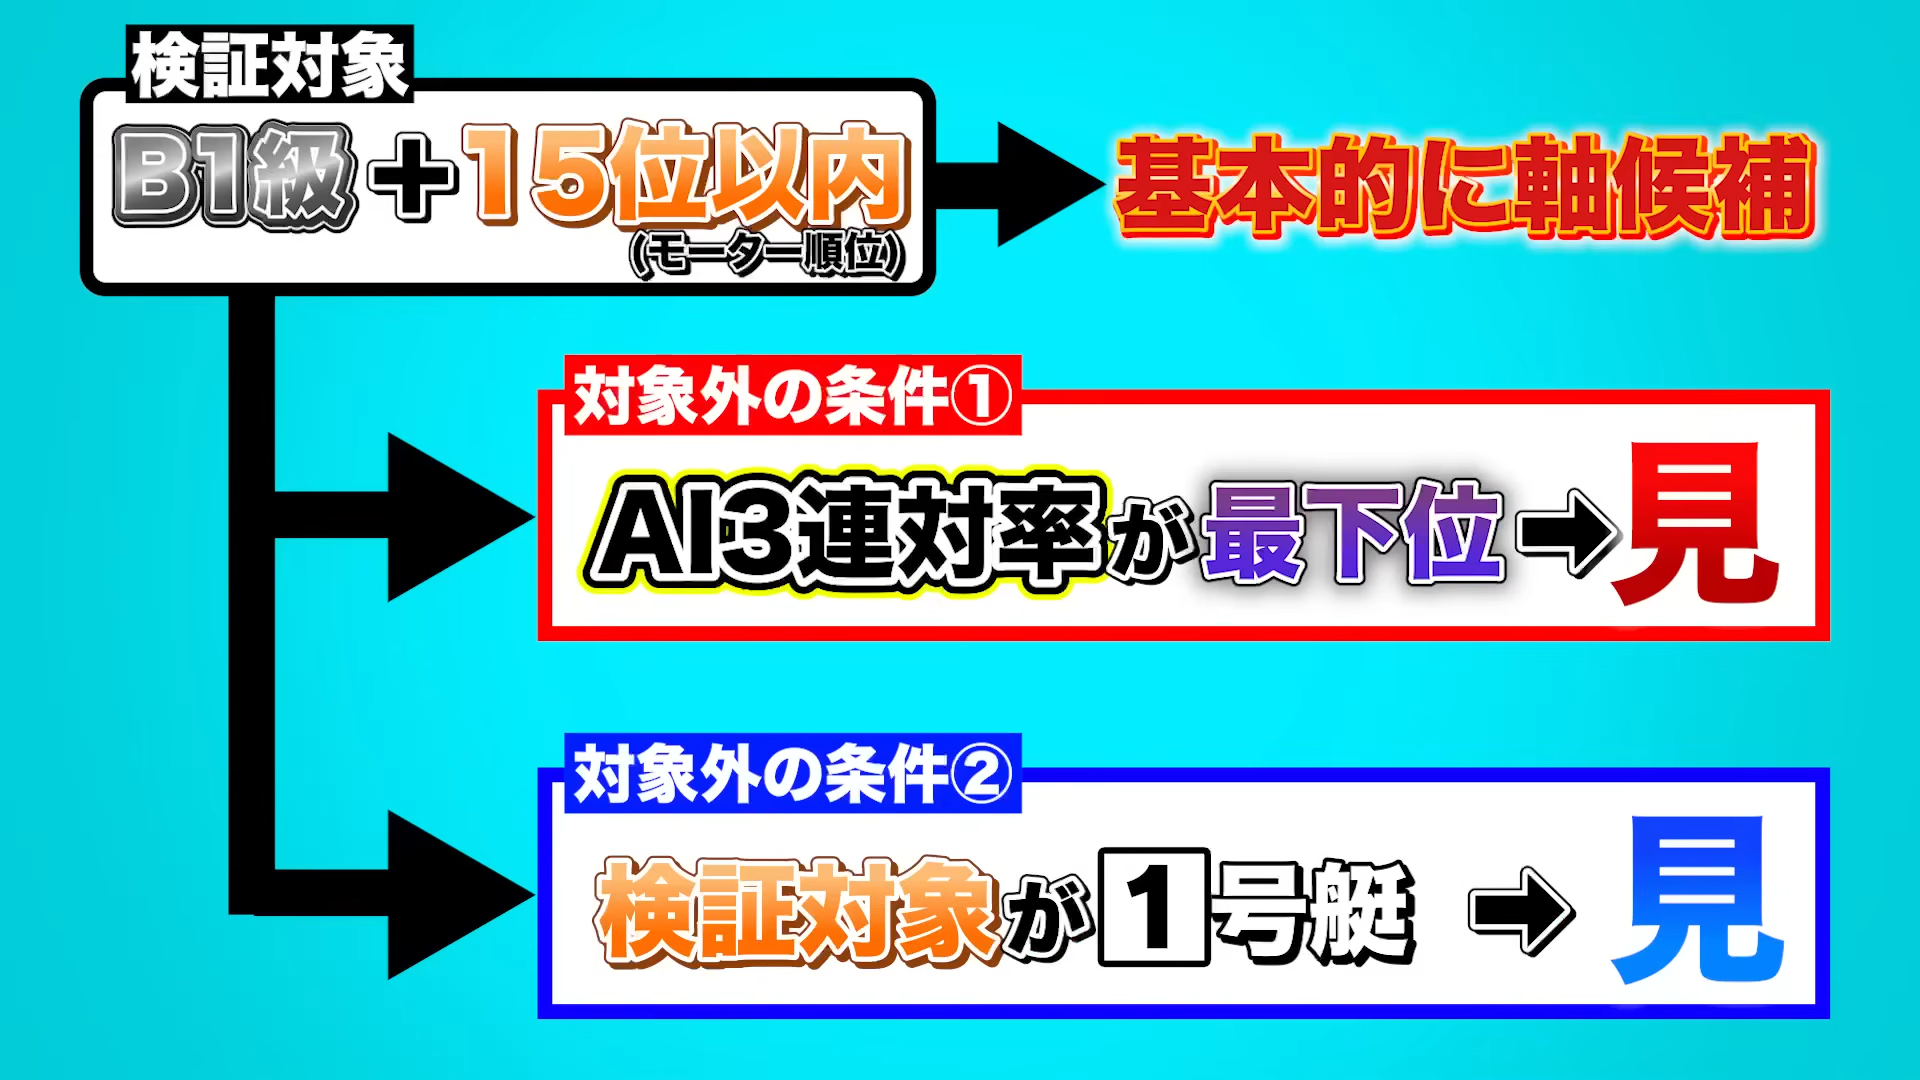 検証対象
B1級+15位以内
(モーター順位)
基本的に軸候補
対象外の条件①
AI3連対率が最下位➡見
対象外の条件②
検証対象が1号艇➡見